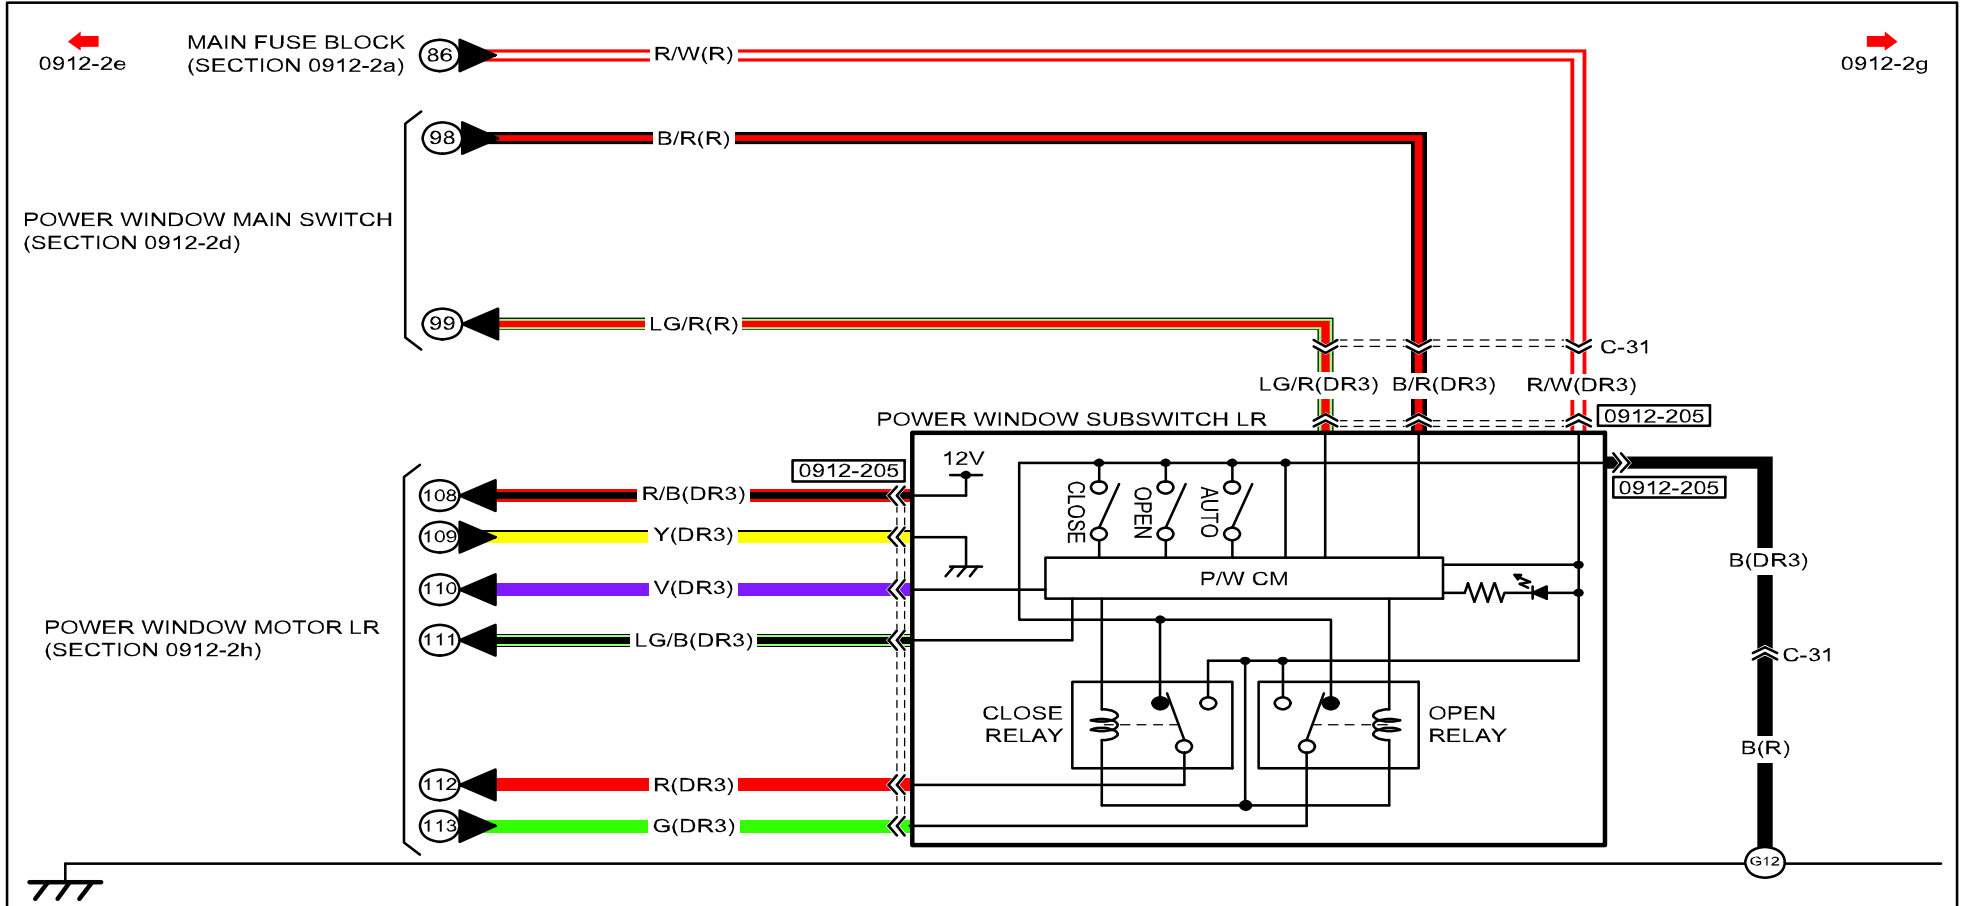 0912-2e
MAIN FUSE BLOCK
(SECTION 0912-2a)
86
R/W(R)
0912-2g
98
B/R(R)
POWER WINDOW MAIN SWITCH
(SECTION 0912-2d)
99
LG/R(R)
C-31
LG/R(DR3)
B/R(DR3)
R/W(DR3)
0912-205
POWER WINDOW SUBSWITCH LR
0912-205
12V
0912-205
CLOSE
OPEN
AUTO
108
R/B(DR3)
109
Y(DR3)
110
V(DR3)
P/W CM
B(DR3)
POWER WINDOW MOTOR LR
(SECTION 0912-2h)
111
LG/B(DR3)
C-31
CLOSE
RELAY
OPEN
RELAY
B(R)
112
R(DR3)
113
G(DR3)
G12